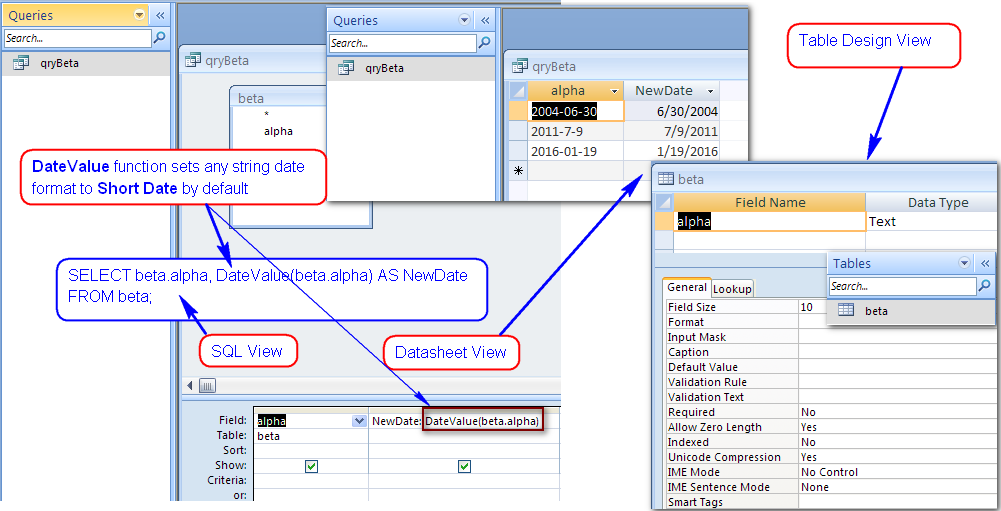 Queries
Search...
qryBeta
qryBeta
beta
*
alpha
DateValue function sets any string date
format to Short Date by default
SELECT beta.alpha, DateValue(beta.alpha) AS NewDate
FROM beta;
SQL View
Field: alpha NewDate: DateValue(beta.alpha)
Table: beta
Sort:
Show:
Criteria:
or:
Queries
Search...
qryBeta
qryBeta
alpha NewDate
2004-06-30 6/30/2004
2011-7-9 7/9/2011
2016-01-19 1/19/2016
Datasheet View
Table Design View
beta
Field Name Data Type
alpha Text
Tables
Search...
beta
General Lookup
Field Size 10
Format
Input Mask
Caption
Default Value
Validation Rule
Validation Text
Required No
Allow Zero Length Yes
Indexed No
Unicode Compression Yes
IME Mode No Control
IME Sentence Mode None
Smart Tags